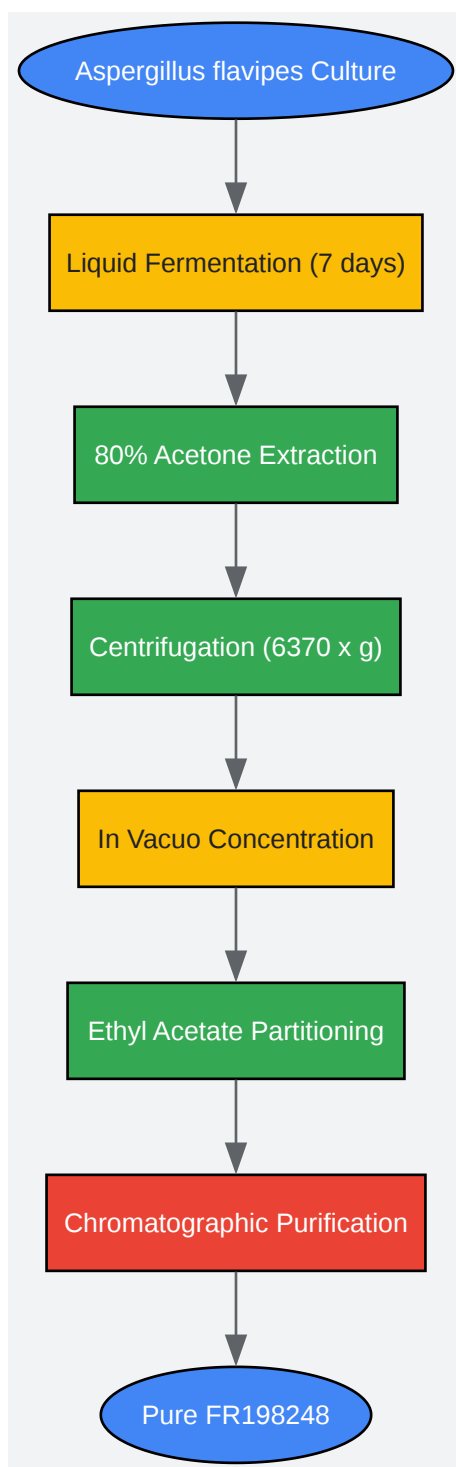 Aspergillus flavipes Culture
Liquid Fermentation (7 days)
80% Acetone Extraction
Centrifugation (6370 x g)
In Vacuo Concentration
Ethyl Acetate Partitioning
Chromatographic Purification
Pure FR198248